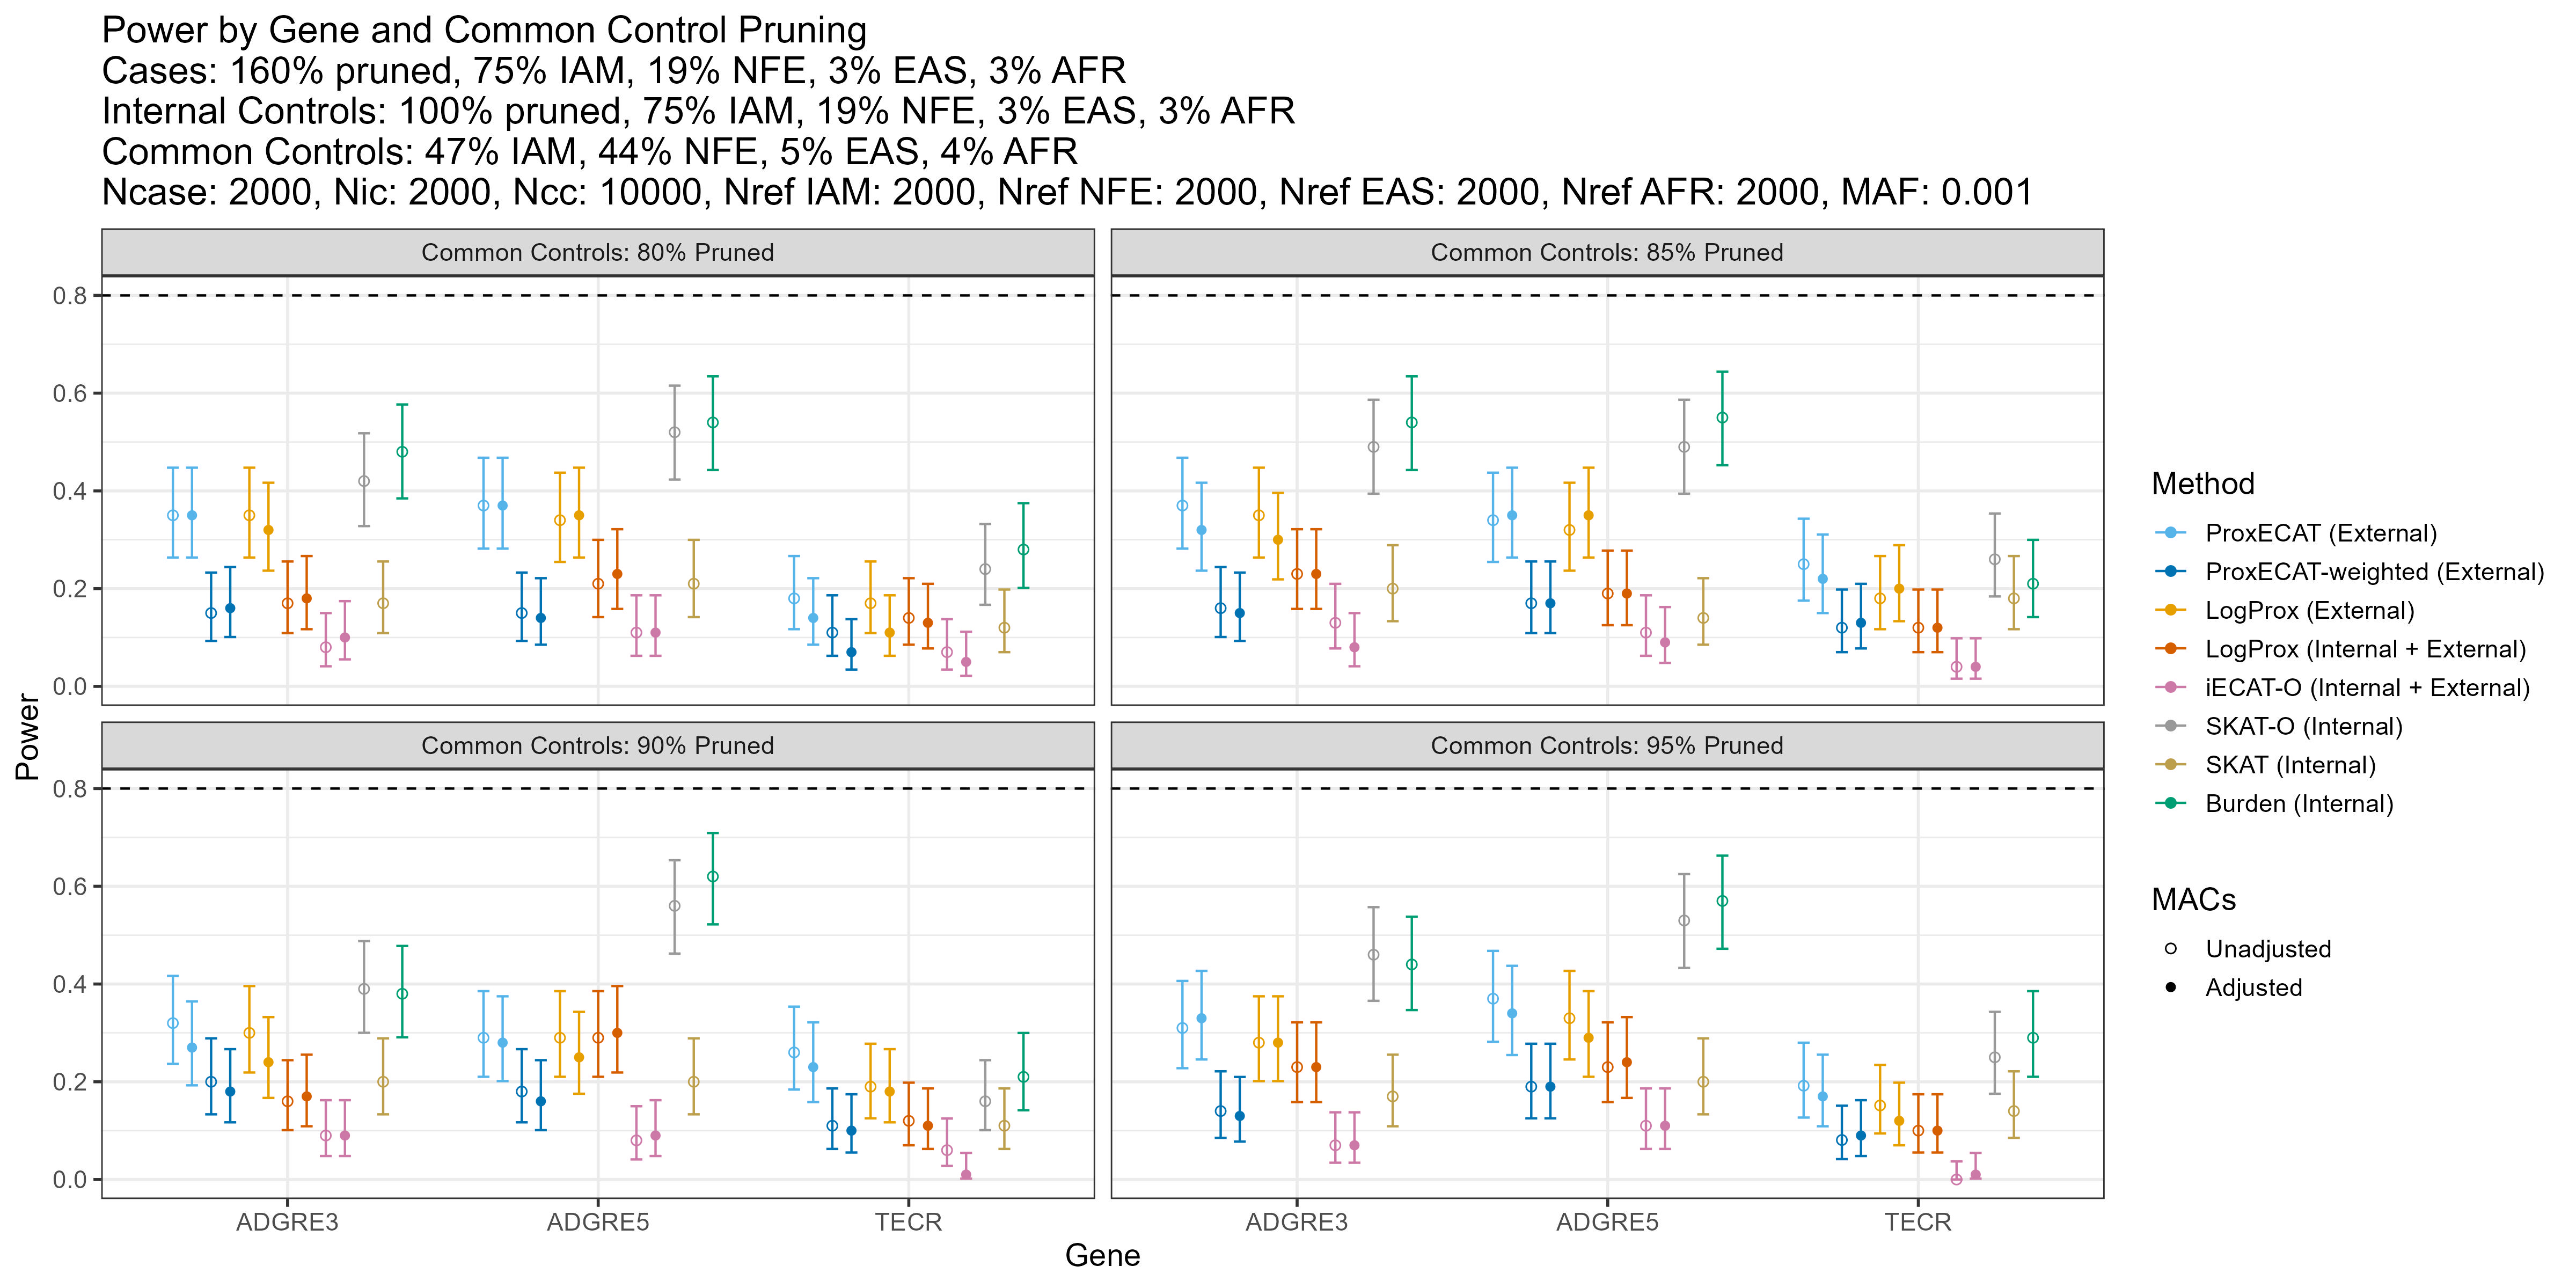 Power by Gene and Common Control Pruning
Cases: 160% pruned, 75% IAM, 19% NFE, 3% EAS, 3% AFR
Internal Controls: 100% pruned, 75% IAM, 19% NFE, 3% EAS, 3% AFR
Common Controls: 47% IAM, 44% NFE, 5% EAS, 4% AFR
Ncase: 2000, Nic: 2000, Ncc: 10000, Nref IAM: 2000, Nref NFE: 2000, Nref EAS: 2000, Nref AFR: 2000, MAF: 0.001
Common Controls: 80% Pruned
Common Controls: 85% Pruned
0.8
0.6
0.4
0.2
0.0
Common Controls: 90% Pruned
Common Controls: 95% Pruned
0.8
0.6
0.4
0.2
0.0
Power
ADGRE3
ADGRE5
TECR
ADGRE3
ADGRE5
TECR
Gene
Method
ProxECAT (External)
ProxECAT-weighted (External)
LogProx (External)
LogProx (Internal + External)
iECAT-O (Internal + External)
SKAT-O (Internal)
SKAT (Internal)
Burden (Internal)
MACs
Unadjusted
Adjusted